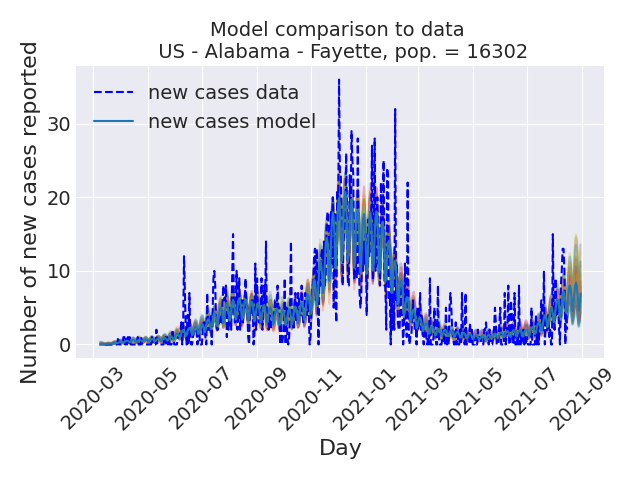 Model comparison to data
US - Alabama - Fayette, pop. = 16302
Number of new cases reported
new cases data
new cases model
30
20
10
0
2020-03
2020-05
2020-07
2020-09
2020-11
2021-01
2021-03
2021-05
2021-07
2021-09
Day